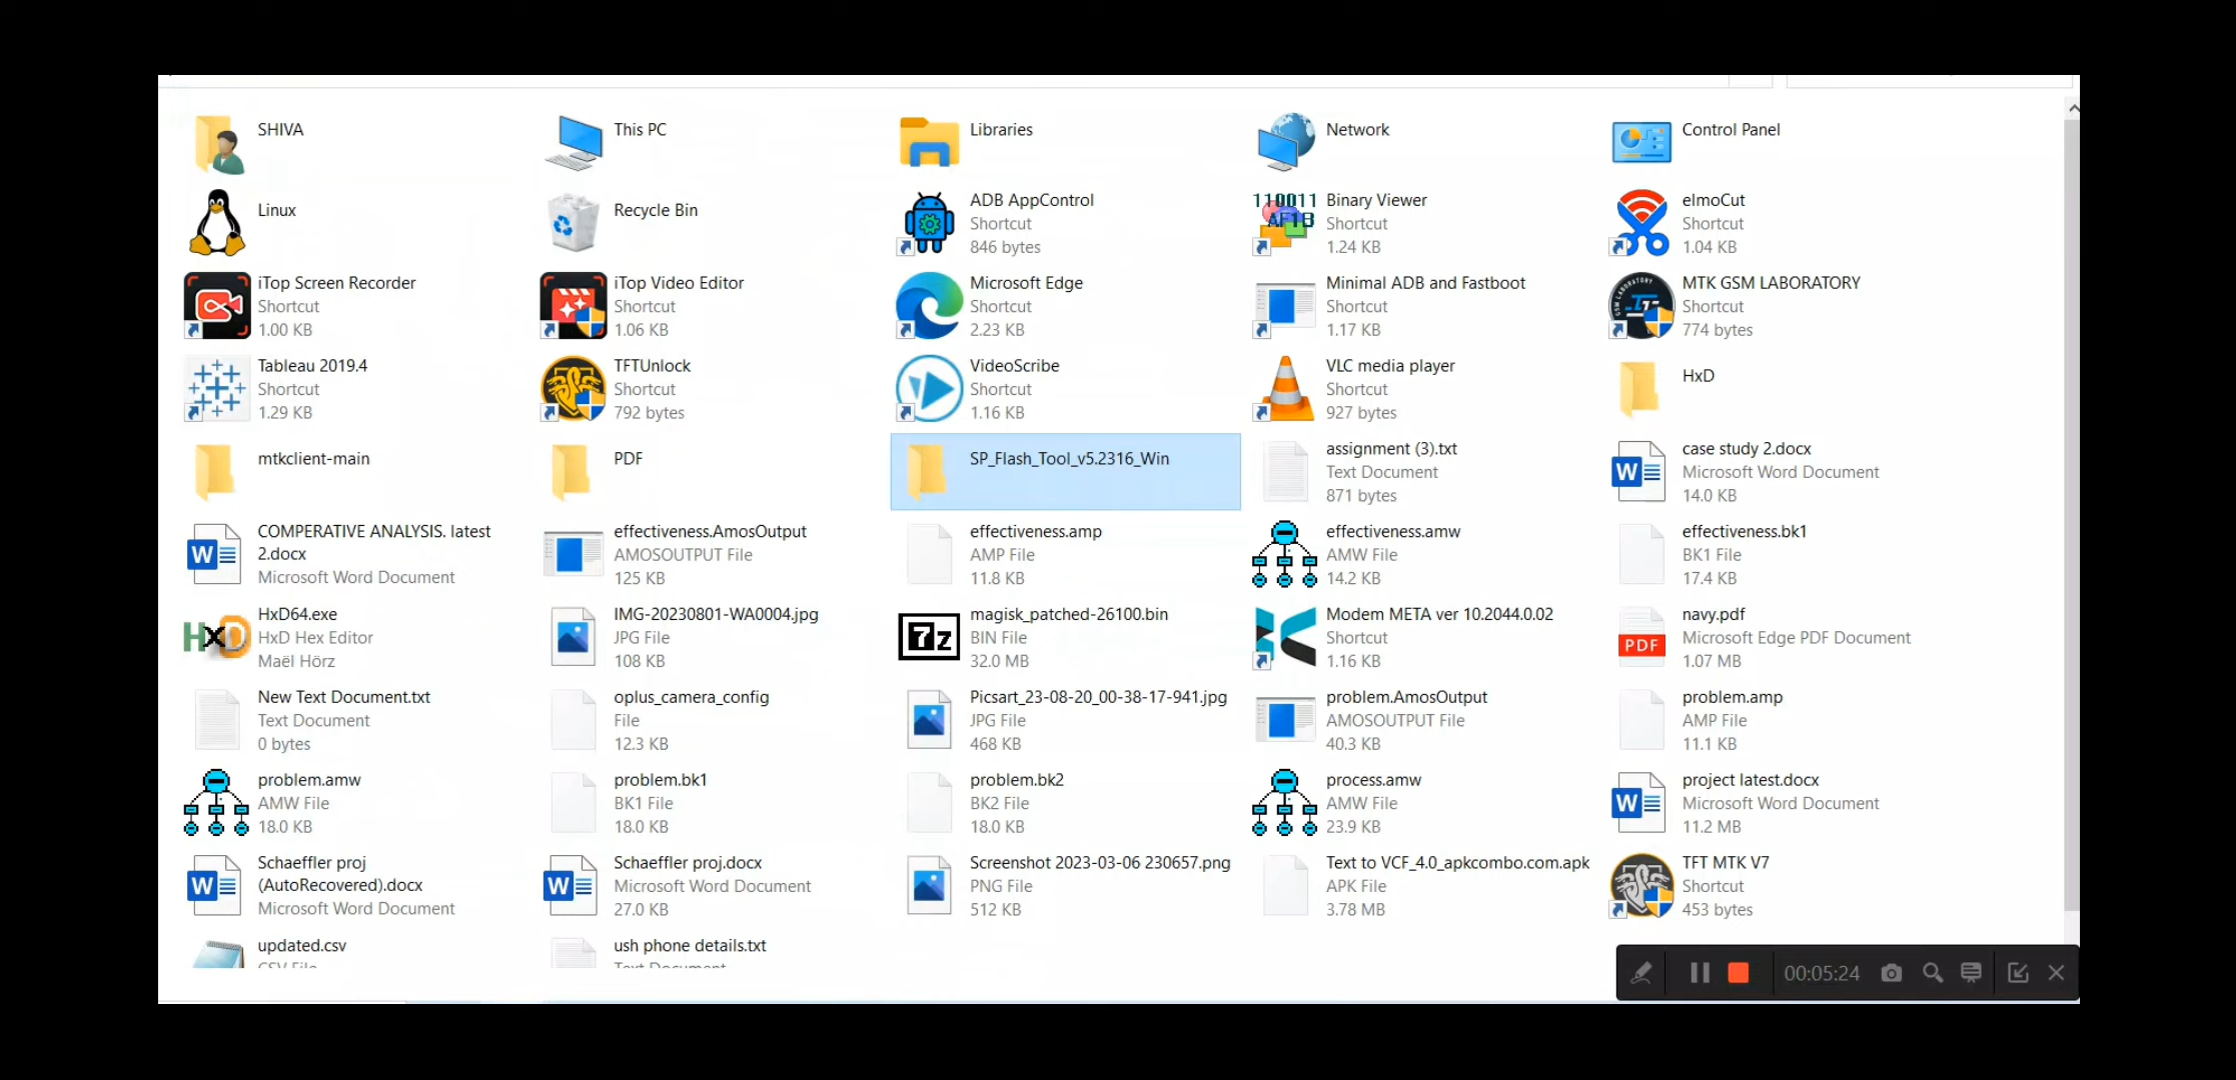 SHIVA
This PC
Libraries
Network
Control Panel
Linux
Recycle Bin
ADB AppControl
Shortcut
846 bytes
110011
AF1B
Binary Viewer
Shortcut
1.24 KB
elmoCut
Shortcut
1.04 KB
iTop Screen Recorder
Shortcut
1.00 KB
iTop Video Editor
Shortcut
1.06 KB
Microsoft Edge
Shortcut
2.23 KB
Minimal ADB and Fastboot
Shortcut
1.17 KB
GSM LABORATORY
MTK GSM LABORATORY
Shortcut
774 bytes
Tableau 2019.4
Shortcut
1.29 KB
TFTUnlock
Shortcut
792 bytes
VideoScribe
Shortcut
1.16 KB
VLC media player
Shortcut
927 bytes
HxD
mtkclient-main
PDF
SP_Flash_Tool_v5.2316_Win
assignment (3).txt
Text Document
871 bytes
W
case study 2.docx
Microsoft Word Document
14.0 KB
W
COMPERATIVE ANALYSIS. latest
2.docx
Microsoft Word Document
effectiveness.AmosOutput
AMOSOUTPUT File
125 KB
effectiveness.amp
AMP File
11.8 KB
effectiveness.amw
AMW File
14.2 KB
effectiveness.bk1
BK1 File
17.4 KB
HxD
HxD64.exe
HxD Hex Editor
Maël Hörz
IMG-20230801-WA0004.jpg
JPG File
108 KB
7z
magisk_patched-26100.bin
BIN File
32.0 MB
Modem META ver 10.2044.0.02
Shortcut
1.16 KB
PDF
navy.pdf
Microsoft Edge PDF Document
1.07 MB
New Text Document.txt
Text Document
0 bytes
oplus_camera_config
File
12.3 KB
Picsart_23-08-20_00-38-17-941.jpg
JPG File
468 KB
problem.AmosOutput
AMOSOUTPUT File
40.3 KB
problem.amp
AMP File
11.1 KB
problem.amw
AMW File
18.0 KB
problem.bk1
BK1 File
18.0 KB
problem.bk2
BK2 File
18.0 KB
process.amw
AMW File
23.9 KB
W
project latest.docx
Microsoft Word Document
11.2 MB
W
Schaeffler proj
(AutoRecovered).docx
Microsoft Word Document
W
Schaeffler proj.docx
Microsoft Word Document
27.0 KB
Screenshot 2023-03-06 230657.png
PNG File
512 KB
Text to VCF_4.0_apkcombo.com.apk
APK File
3.78 MB
TFT MTK V7
Shortcut
453 bytes
updated.csv
CSV File
ush phone details.txt
Text Document
00:05:24